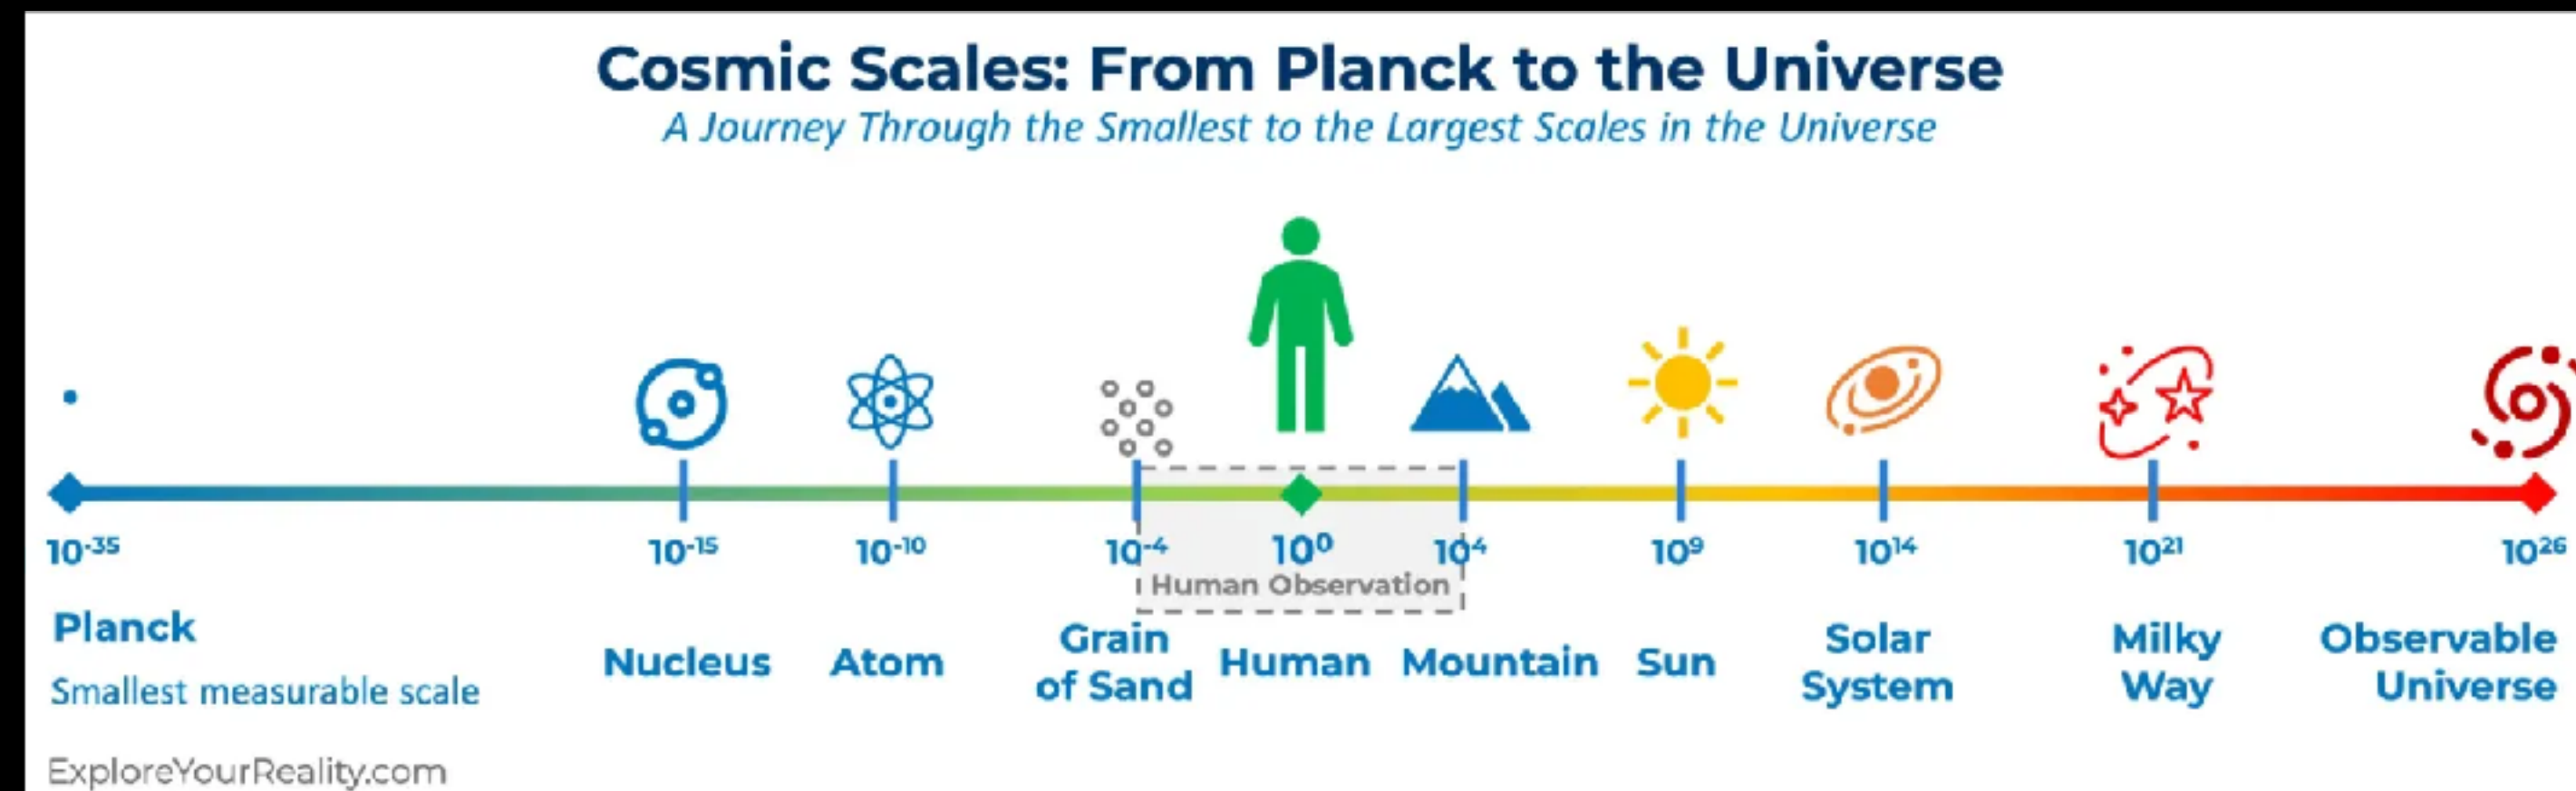 Cosmic Scales: From Planck to the Universe
A Journey Through the Smallest to the Largest Scales in the Universe
10⁻³⁵
10⁻¹⁵
10⁻¹⁰
10⁻⁴
10⁰
10⁴
10⁹
10¹⁴
10²¹
10²⁶
Human Observation
Planck
Smallest measurable scale
Nucleus
Atom
Grain
of Sand
Human
Mountain
Sun
Solar
System
Milky
Way
Observable
Universe
ExploreYourReality.com